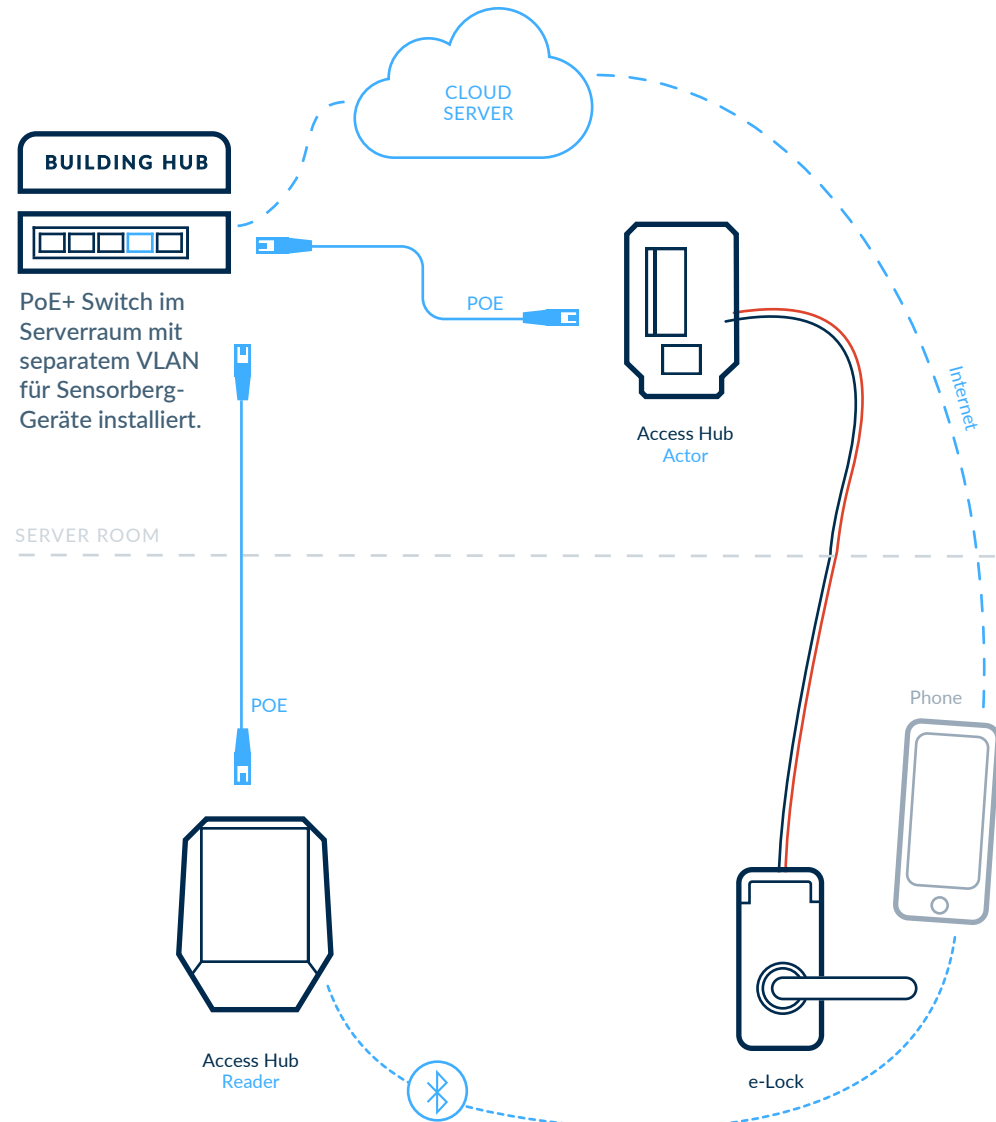 CLOUD
SERVER
BUILDING HUB
PoE+ Switch im
Serverraum mit
separatem VLAN
für Sensorberg-
Geräte installiert.
POE
Access Hub
Actor
Internet
SERVER ROOM
POE
Phone
Access Hub
Reader
e-Lock